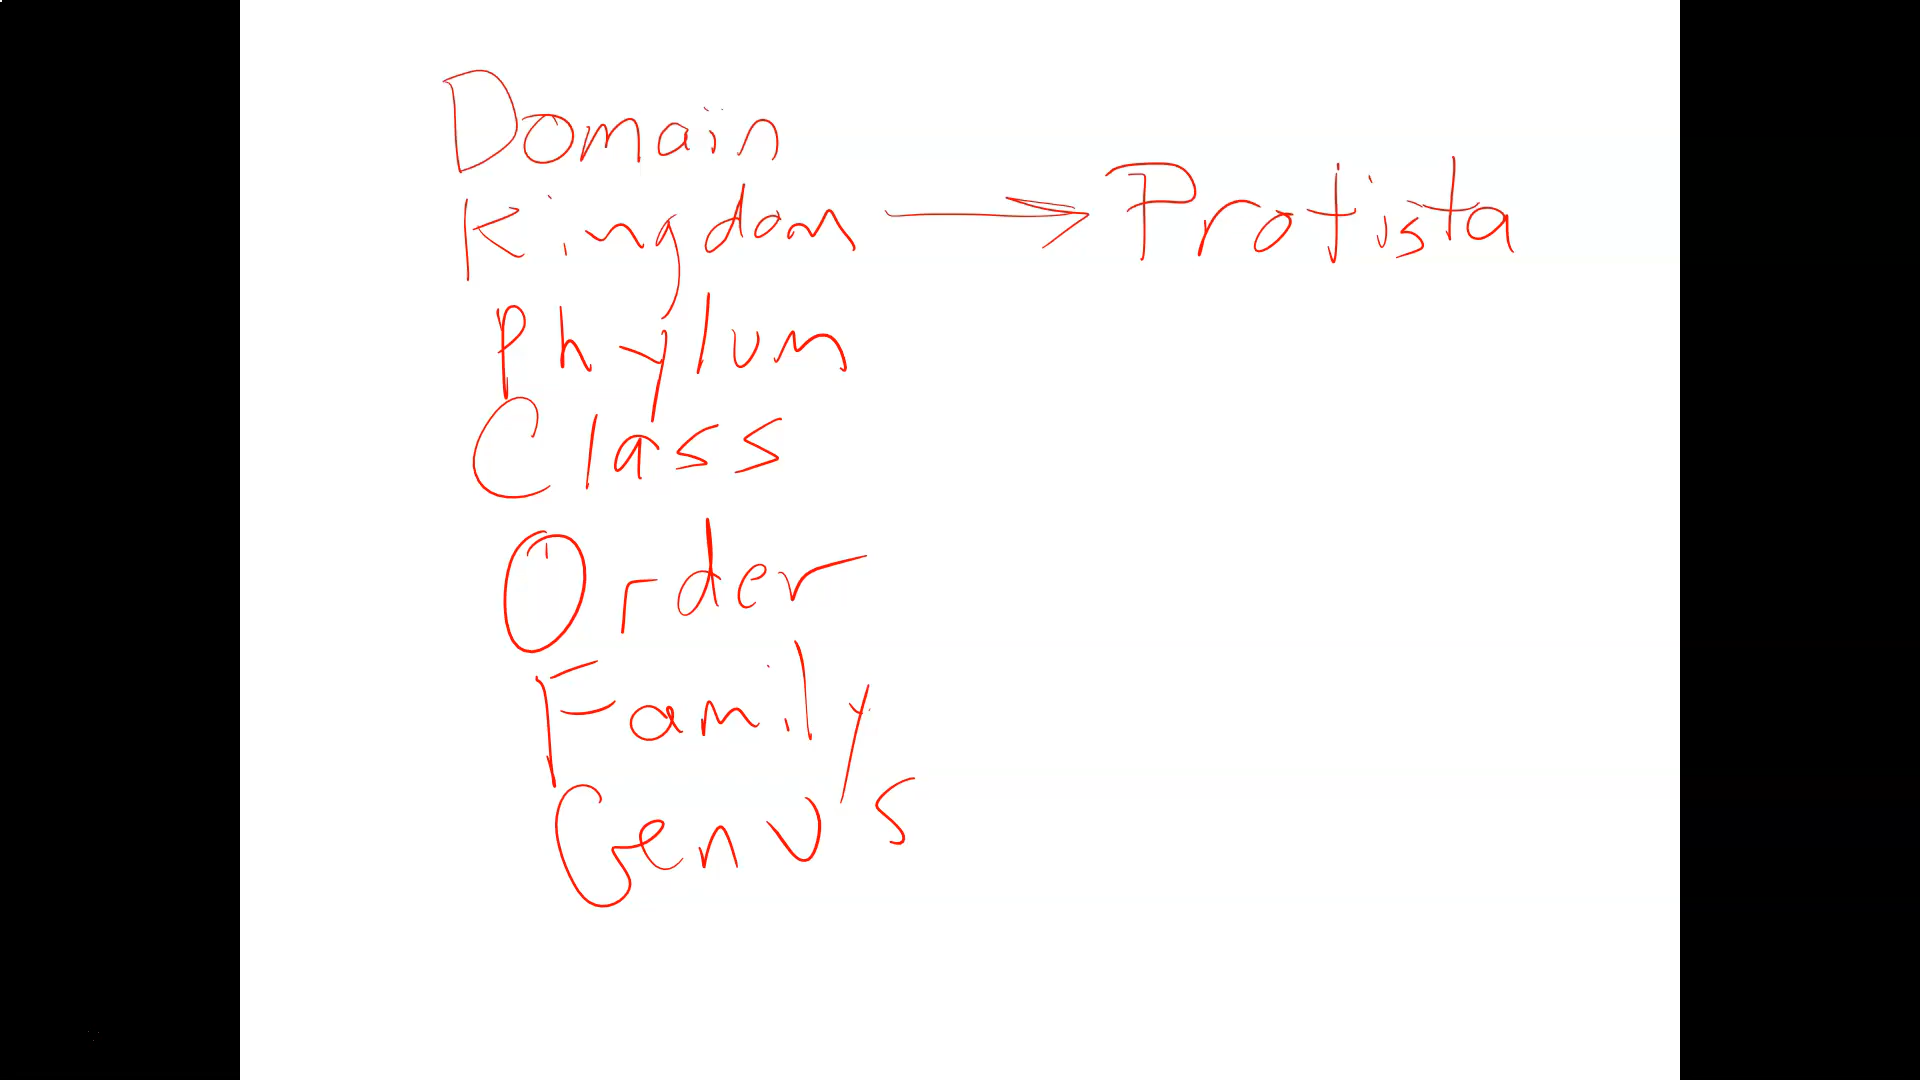 Domain
Kingdom → Protista
Phylum
Class
Order
Family
Genus